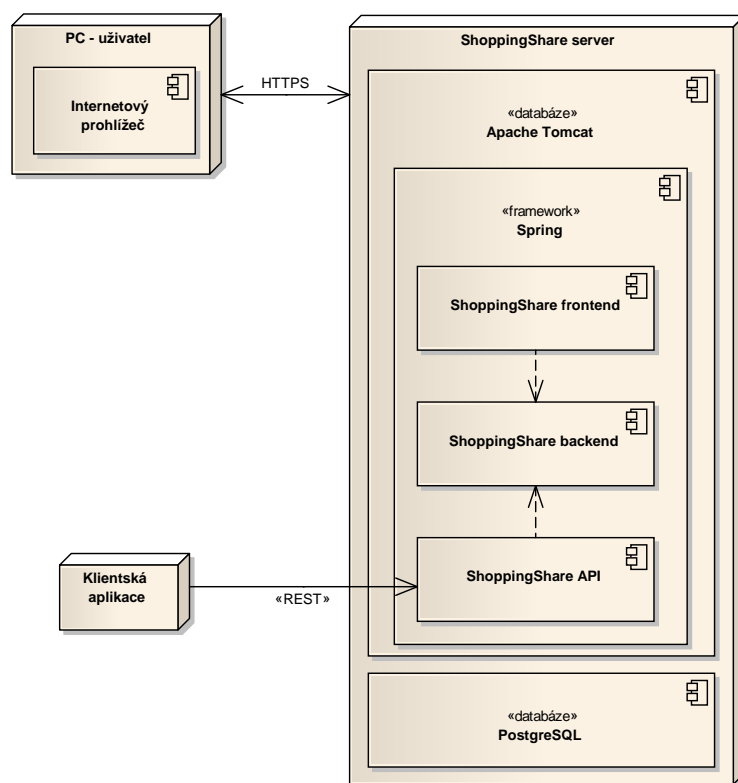 PC - uživatel
Internetový
prohlížeč
HTTPS
ShoppingShare server
«databáze»
Apache Tomcat
«framework»
Spring
ShoppingShare frontend
ShoppingShare backend
ShoppingShare API
Klientská
aplikace
«REST»
«databáze»
PostgreSQL